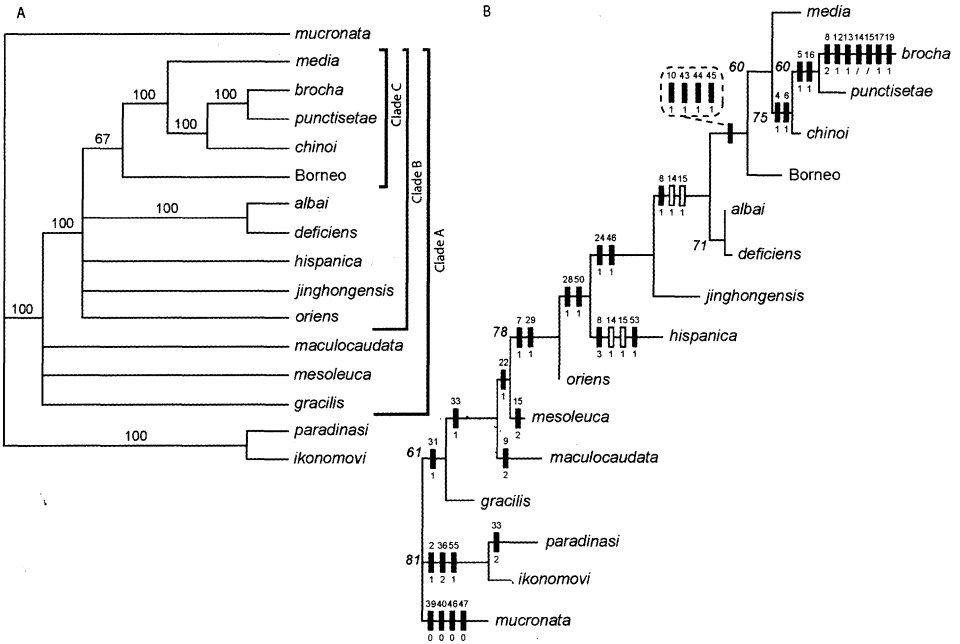 A
mucronata
media
brocha
punctisetae
chinoi
Borneo
albai
deficiens
hispanica
jinghongensis
oriens
maculocaudata
mesoleuca
gracilis
paradinasi
ikonomovi
100
100
100
67
100
100
100
100
Clade C
Clade B
Clade A
B
media
60
60
5 16
1 1
8 12 13 14 15 17 19
2 1 1 / / 1 1
brocha
punctisetae
10 43 44 45
1 1 1 1
4 6
1 1
75
chinoi
Borneo
8 14 15
1 1 1
albai
71
deficiens
24 46
1 1
jinghongensis
28 50
1 1
8 14 15 53
3 1 1 1
hispanica
78
7 29
1 1
oriens
22
1
15
2
mesoleuca
33
1
9
2
maculocaudata
61
31
1
gracilis
33
2
paradinasi
81
2 36 55
1 2 1
ikonomovi
39 40 46 47
0 0 0 0
mucronata